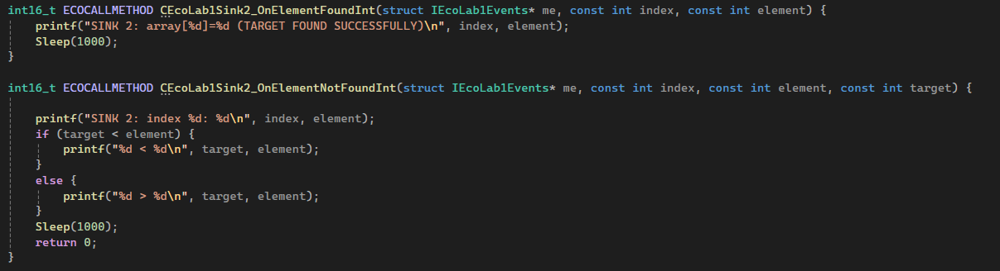 int16_t ECOCALLMETHOD CEcoLab1Sink2_OnElementFoundInt(struct IEcoLab1Events* me, const int index, const int element) {
    printf("SINK 2: array[%d]=%d (TARGET FOUND SUCCESSFULLY)\n", index, element);
    Sleep(1000);
}
int16_t ECOCALLMETHOD CEcoLab1Sink2_OnElementNotFoundInt(struct IEcoLab1Events* me, const int index, const int element, const int target) {
    printf("SINK 2: index %d: %d\n", index, element);
    if (target < element) {
        printf("%d < %d\n", target, element);
    }
    else {
        printf("%d > %d\n", target, element);
    }
    Sleep(1000);
    return 0;
}